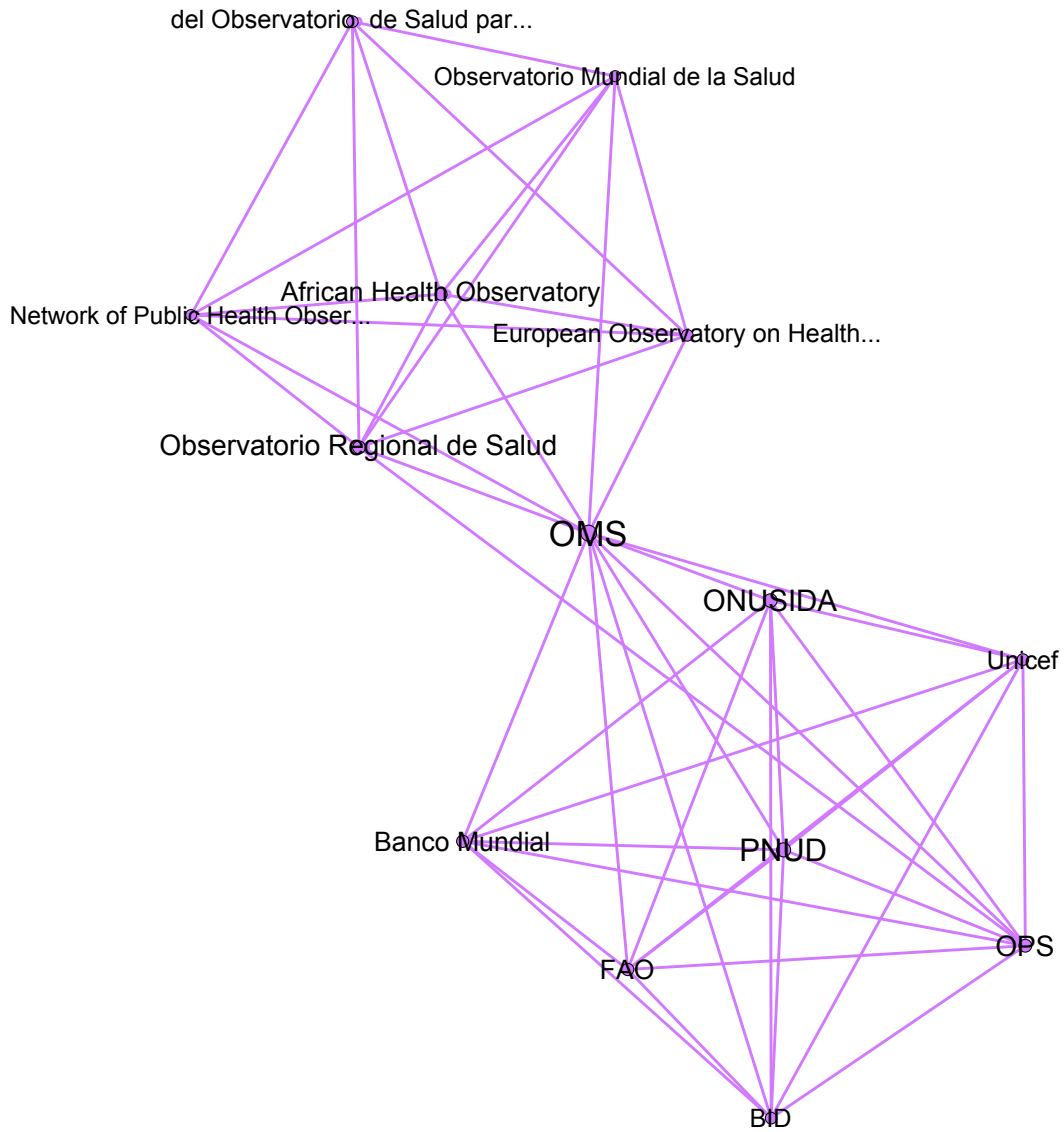 del Observatorio de Salud par...
Observatorio Mundial de la Salud
African Health Observatory
Network of Public Health Obser...
European Observatory on Health...
Observatorio Regional de Salud
OMS
ONUSIDA
Unicef
Banco Mundial
PNUD
OPS
FAO
BID